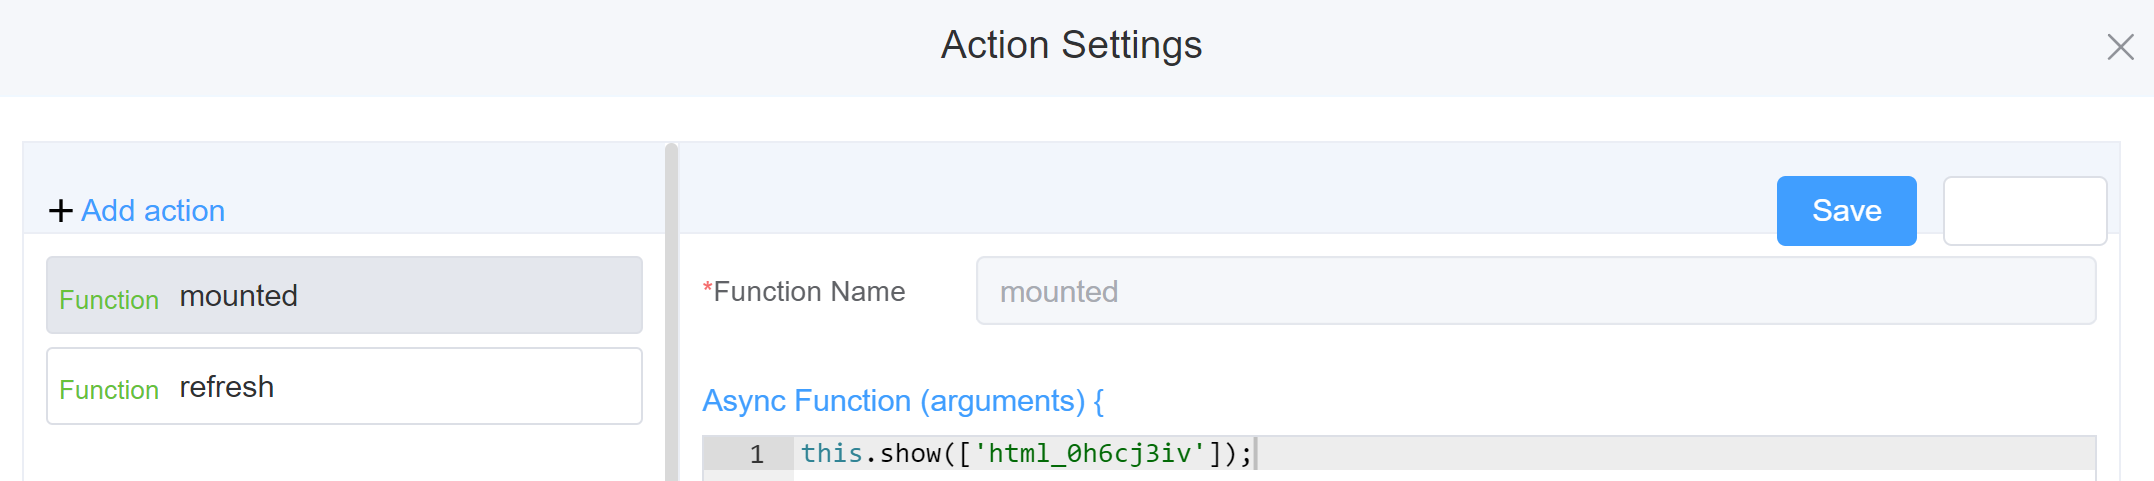 Action Settings
+ Add action
Save
Function mounted
Function refresh
*Function Name
mounted
Async Function (arguments) {
1 this.show(['html_0h6cj3iv']);